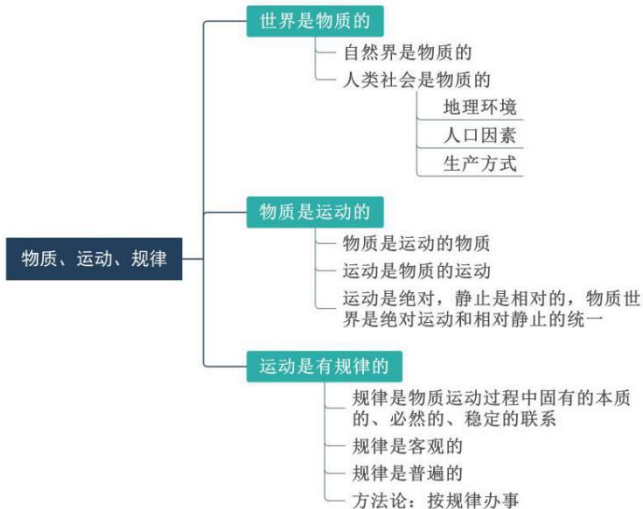 世界是物质的
自然界是物质的
人类社会是物质的
地理环境
人口因素
生产方式
物质是运动的
物质、运动、规律
物质是运动的物质
运动是物质的运动
运动是绝对，静止是相对的，物质世
界是绝对运动和相对静止的统一
运动是有规律的
规律是物质运动过程中固有的本质
的、必然的、稳定的联系
规律是客观的
规律是普遍的
方法论：按规律办事